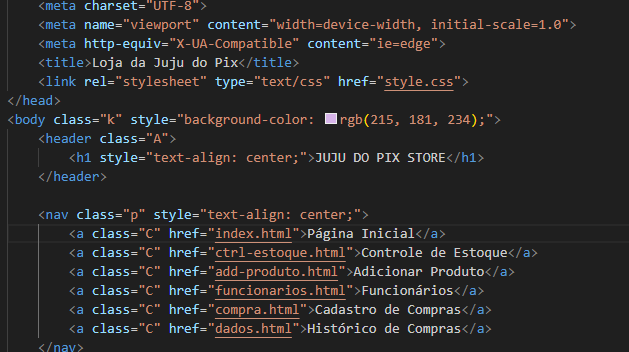 <meta charset="UTF-8">
<meta name="viewport" content="width=device-width, initial-scale=1.0">
<meta http-equiv="X-UA-Compatible" content="ie=edge">
<title>Loja da Juju do Pix</title>
<link rel="stylesheet" type="text/css" href="style.css">
</head>
<body class="k" style="background-color: rgb(215, 181, 234);">
<header class="A">
<h1 style="text-align: center;">JUJU DO PIX STORE</h1>
</header>
<nav class="p" style="text-align: center;">
<a class="C" href="index.html">Página Inicial</a>
<a class="C" href="ctrl-estoque.html">Controle de Estoque</a>
<a class="C" href="add-produto.html">Adicionar Produto</a>
<a class="C" href="funcionarios.html">Funcionários</a>
<a class="C" href="compra.html">Cadastro de Compras</a>
<a class="C" href="dados.html">Histórico de Compras</a>
</nav>